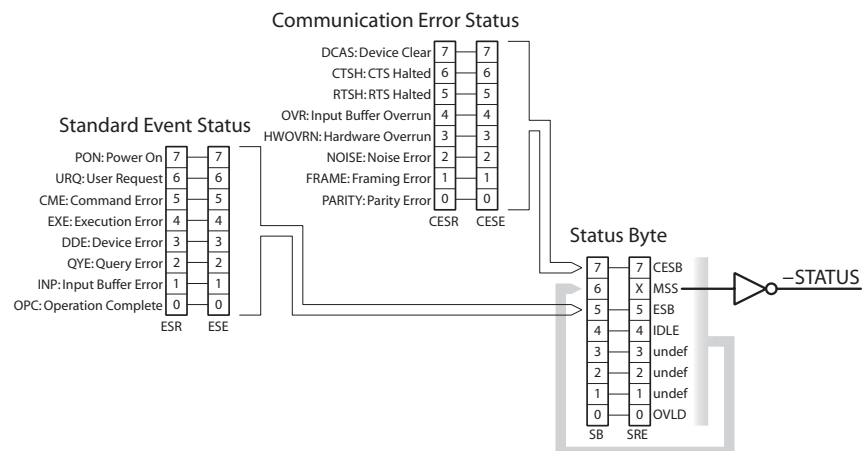 Communication Error Status
DCAS: Device Clear 7 7
CTSH: CTS Halted 6 6
RTSH: RTS Halted 5 5
OVR: Input Buffer Overrun 4 4
HWOVRN: Hardware Overrun 3 3
NOISE: Noise Error 2 2
FRAME: Framing Error 1 1
PARITY: Parity Error 0 0
CESR CESE
Standard Event Status
PON: Power On 7 7
URQ: User Request 6 6
CME: Command Error 5 5
EXE: Execution Error 4 4
DDE: Device Error 3 3
QYE: Query Error 2 2
INP: Input Buffer Error 1 1
OPC: Operation Complete 0 0
ESR ESE
Status Byte
7 7 CESB
6 X MSS
5 5 ESB
4 4 IDLE
3 3 undef
2 2 undef
1 1 undef
0 0 OVLD
SB SRE
−STATUS